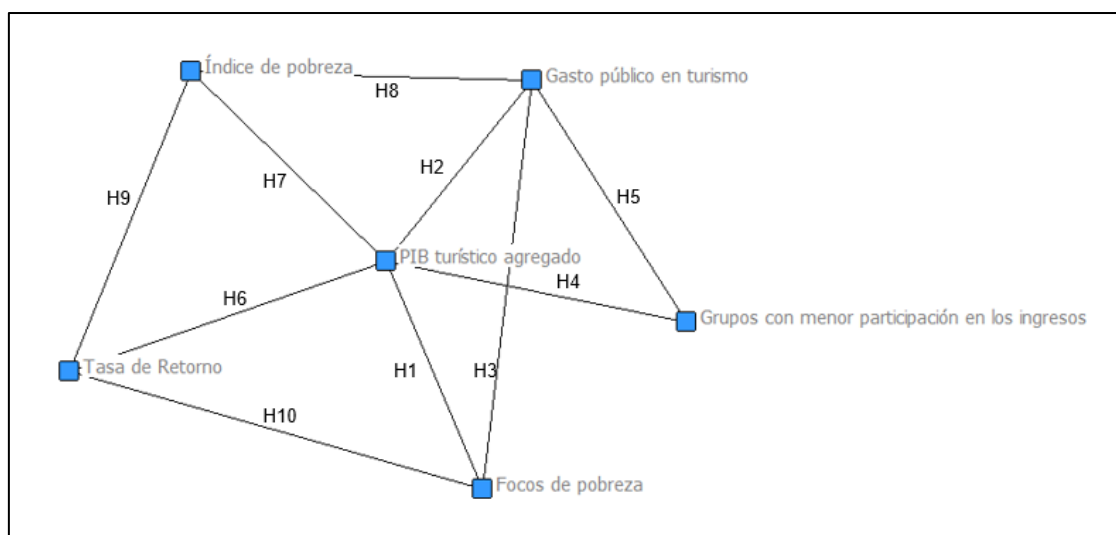 Índice de pobreza
Gasto público en turismo
H8
H2
H7
H5
H9
PIB turístico agregado
H4
H6
Grupos con menor participación en los ingresos
Tasa de Retorno
H1
H3
H10
Focos de pobreza